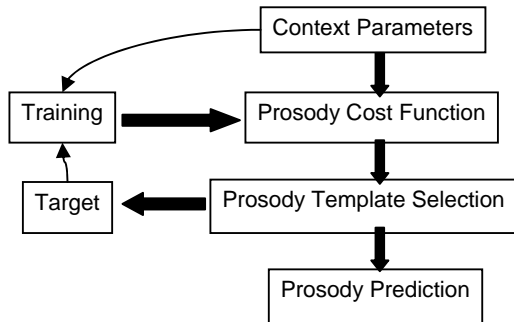 Context Parameters
Training
Prosody Cost Function
Target
Prosody Template Selection
Prosody Prediction